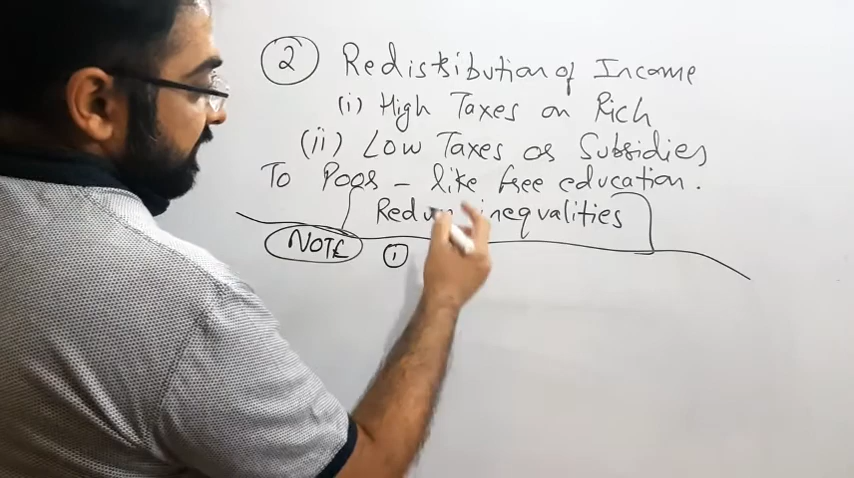 2 Redistribution of Income
(i) High Taxes on Rich
(ii) Low Taxes or Subsidies
To Poor - like free education.
inequalities
NOTE 1